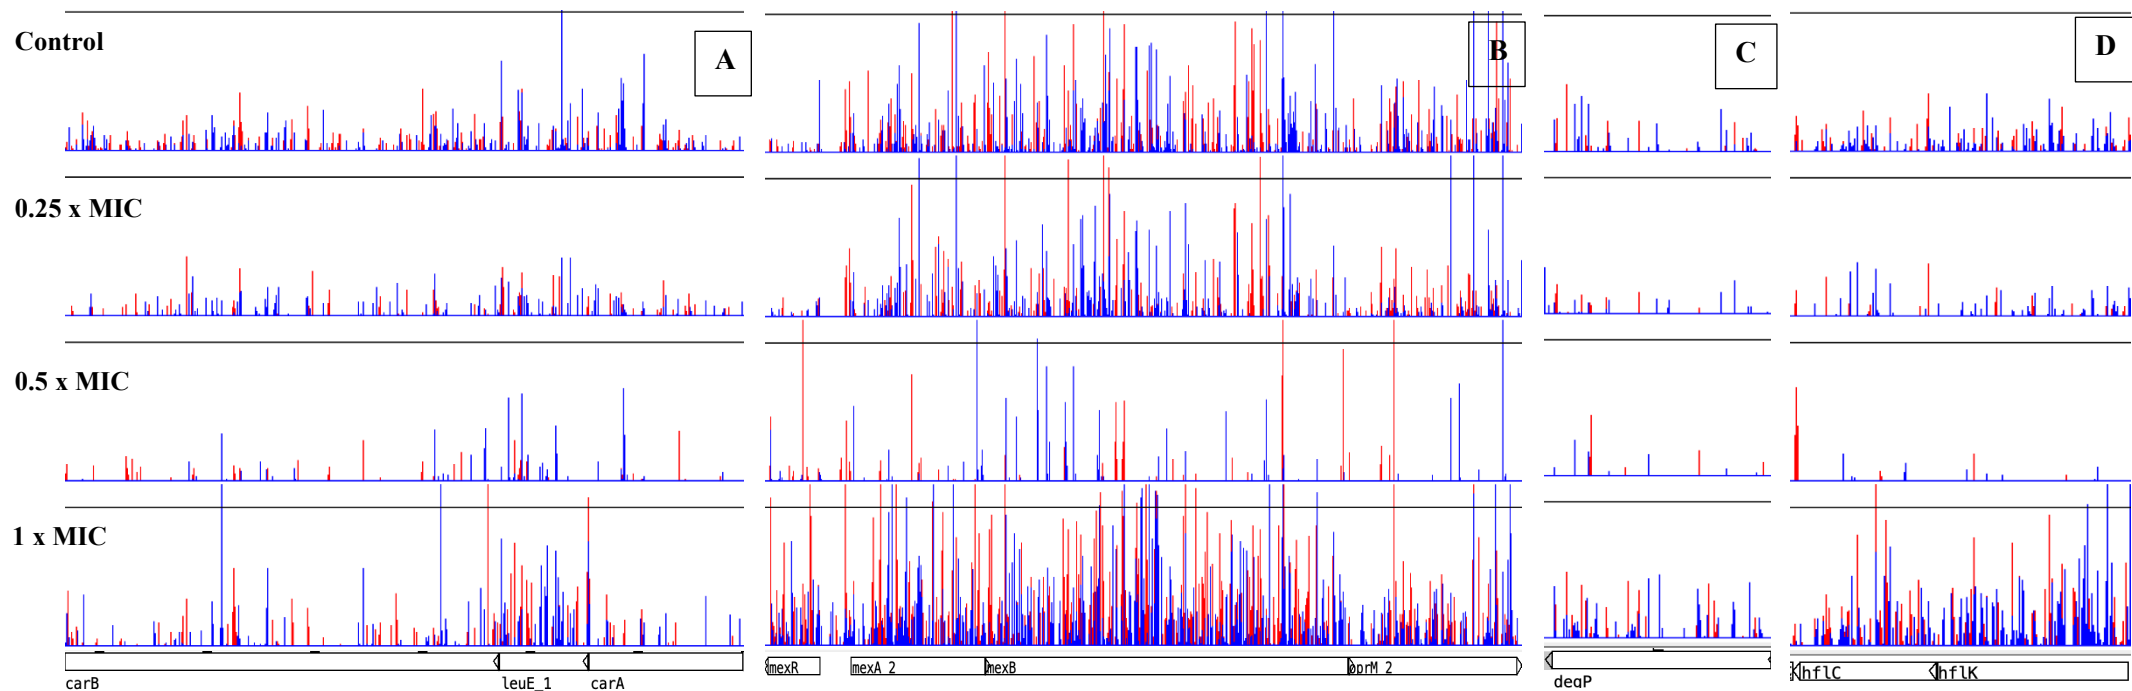 Control
A
B
C
D
0.25 x MIC
0.5 x MIC
1 x MIC
mexR
mexA_2
mexB
oprM_2
hflC
hflK
carB
leuE_1
carA
degP